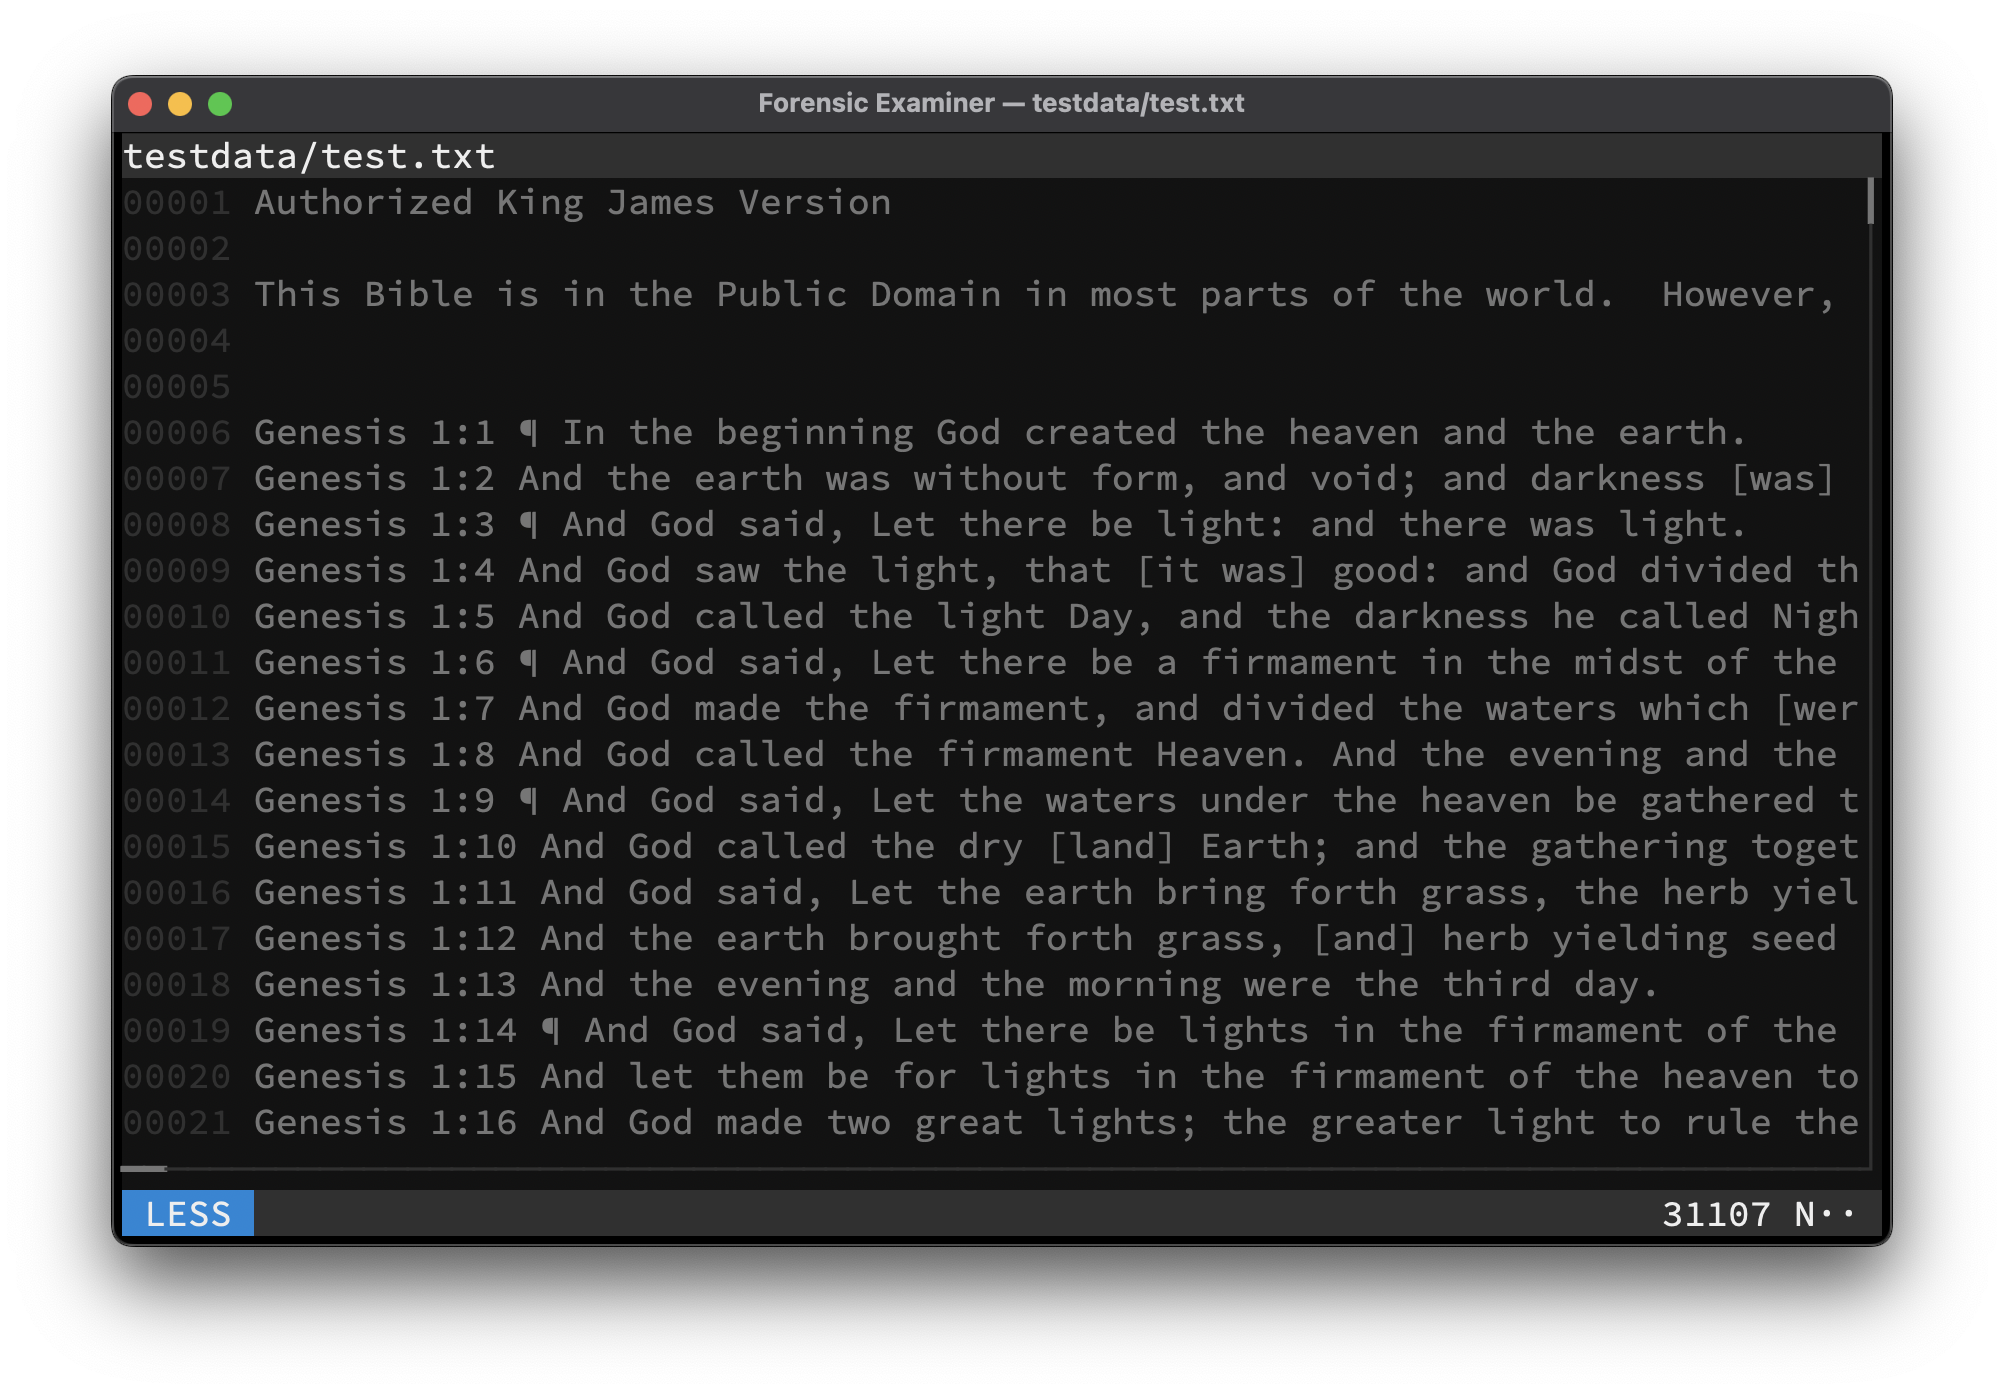 Forensic Examiner — testdata/test.txt
testdata/test.txt
00001 Authorized King James Version
00002
00003 This Bible is in the Public Domain in most parts of the world.  However,
00004
00005
00006 Genesis 1:1 ¶ In the beginning God created the heaven and the earth.
00007 Genesis 1:2 And the earth was without form, and void; and darkness [was]
00008 Genesis 1:3 ¶ And God said, Let there be light: and there was light.
00009 Genesis 1:4 And God saw the light, that [it was] good: and God divided th
00010 Genesis 1:5 And God called the light Day, and the darkness he called Nigh
00011 Genesis 1:6 ¶ And God said, Let there be a firmament in the midst of the
00012 Genesis 1:7 And God made the firmament, and divided the waters which [wer
00013 Genesis 1:8 And God called the firmament Heaven. And the evening and the
00014 Genesis 1:9 ¶ And God said, Let the waters under the heaven be gathered t
00015 Genesis 1:10 And God called the dry [land] Earth; and the gathering toget
00016 Genesis 1:11 And God said, Let the earth bring forth grass, the herb yiel
00017 Genesis 1:12 And the earth brought forth grass, [and] herb yielding seed
00018 Genesis 1:13 And the evening and the morning were the third day.
00019 Genesis 1:14 ¶ And God said, Let there be lights in the firmament of the
00020 Genesis 1:15 And let them be for lights in the firmament of the heaven to
00021 Genesis 1:16 And God made two great lights; the greater light to rule the
LESS 31107 N··